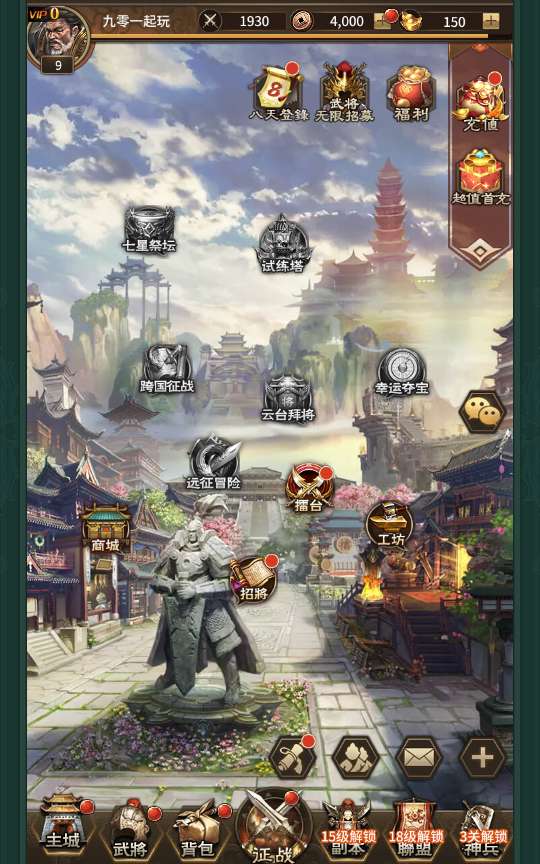 VIP 0
九零一起玩
1930
4,000
150
9
8
八天登錄
武将
无限招募
福利
充值
超值首充
七星祭坛
试练塔
跨国征战
幸运夺宝
将
云台拜将
远征冒险
擂台
商城
工坊
招將
主城
武將
背包
征战
15级解锁
副本
18级解锁
聯盟
3关解锁
神兵